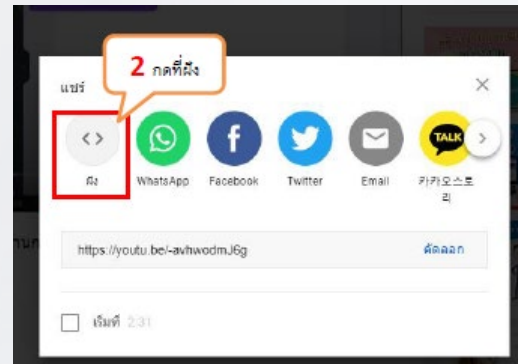 2 กดที่ฝัง
แชร์
TALK
ฝัง
WhatsApp
Facebook
Twitter
Email
카카오스토
리
https://youtu.be/-avhwodmJ6g
คัดลอก
เริ่มที่ 2:31